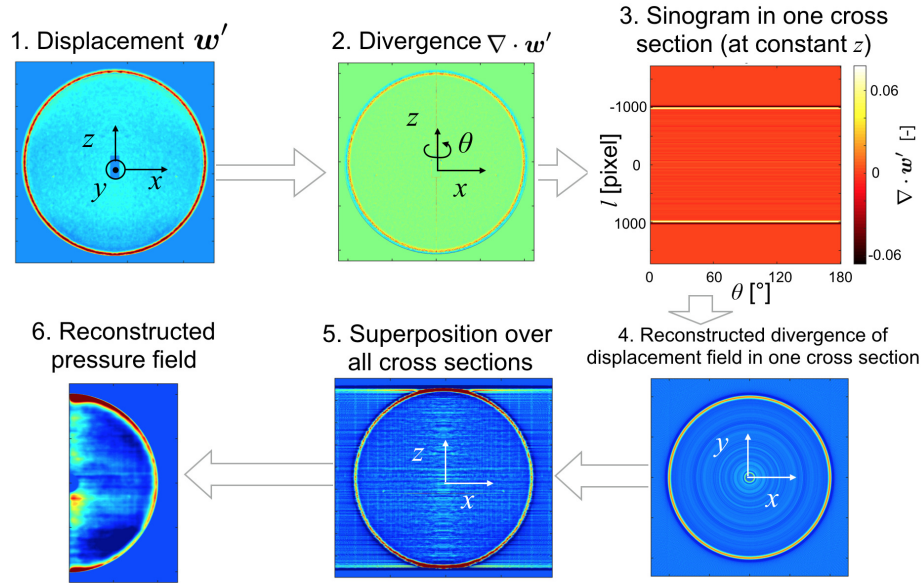 1. Displacement w′
z
y
x
2. Divergence ∇ · w′
z
θ
x
3. Sinogram in one cross
section (at constant z)
-1000
0
1000
l [pixel]
0
60
120
180
θ [°]
0.06
0
-0.06
∇ · w′ [-]
4. Reconstructed divergence of
displacement field in one cross section
y
x
5. Superposition over
all cross sections
z
x
6. Reconstructed
pressure field